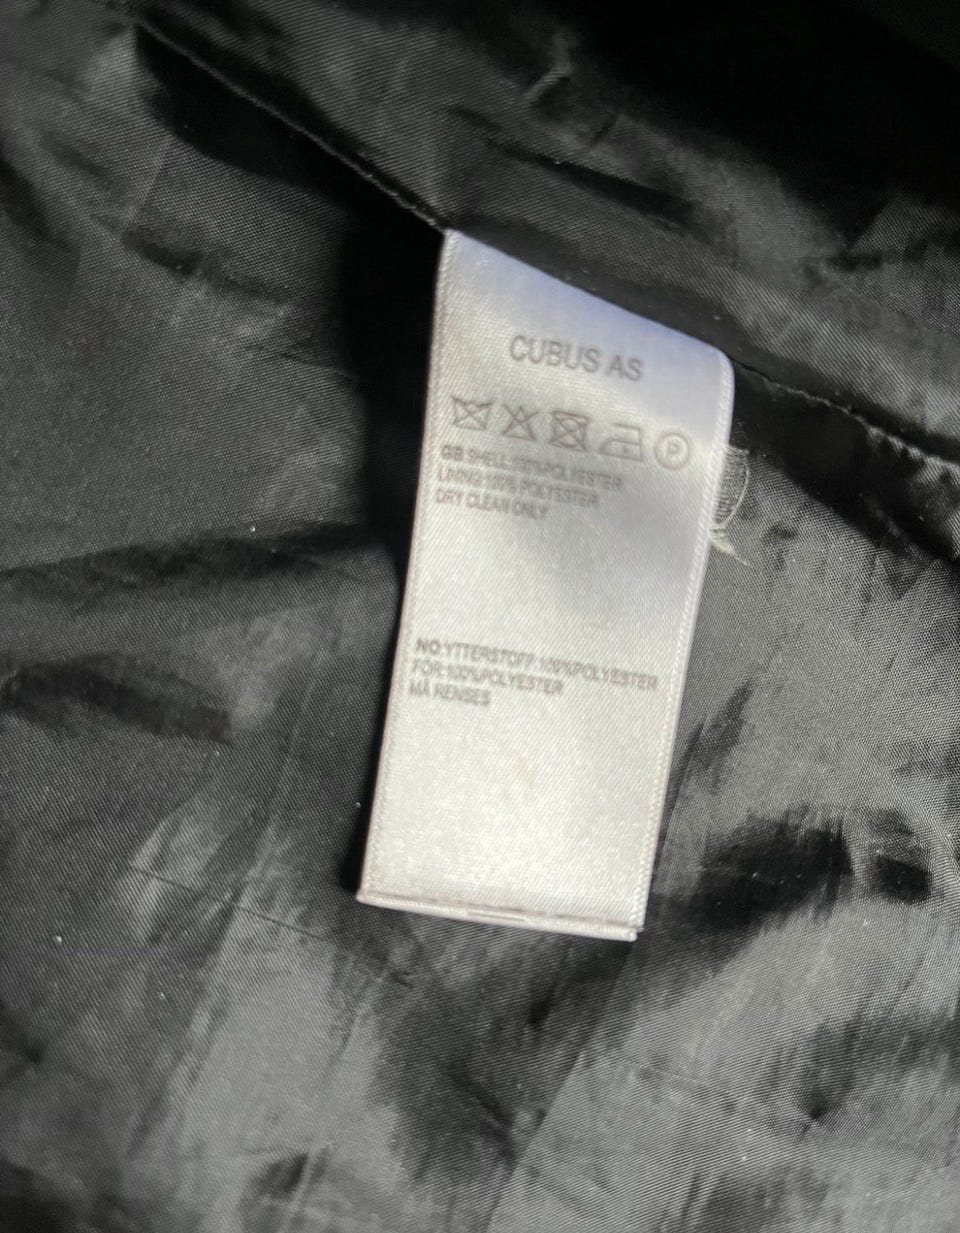 CUBUS AS
P
GB SHELL:100%POLYESTER
LINING:100% POLYESTER
DRY CLEAN ONLY
NO:YTTERSTOFF:100%POLYESTER
FÔR:100%POLYESTER
MÅ RENSES